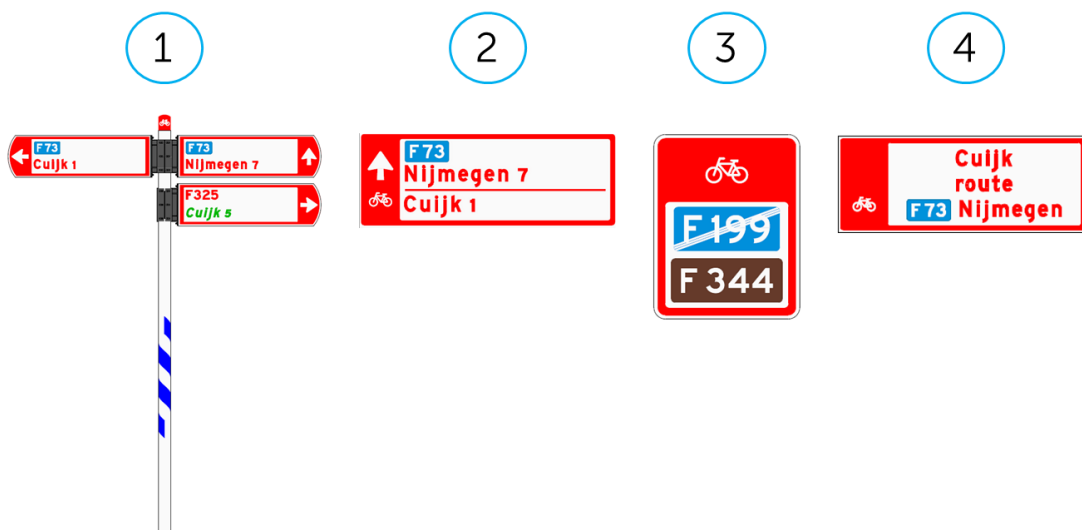 1
2
3
4
F73
Cuijk 1
F73
Nijmegen 7
F325
Cuijk 5
F73
Nijmegen 7
Cuijk 1
F199
F344
Cuijk
route
F73 Nijmegen